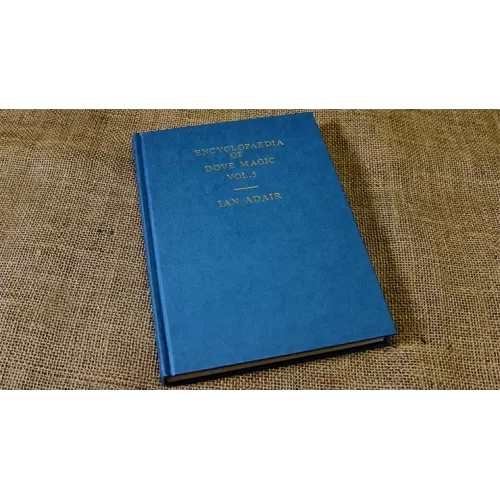 ENCYCLOPAEDIA
OF
DOVE MAGIC
VOL.5
IAN ADAIR